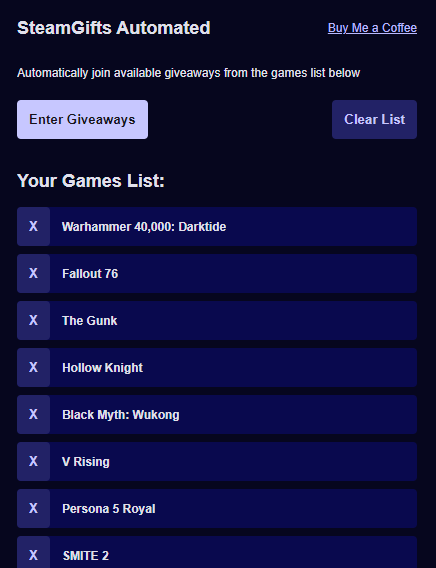 SteamGifts Automated
Buy Me a Coffee
Automatically join available giveaways from the games list below
Enter Giveaways
Clear List
Your Games List:
X Warhammer 40,000: Darktide
X Fallout 76
X The Gunk
X Hollow Knight
X Black Myth: Wukong
X V Rising
X Persona 5 Royal
X SMITE 2